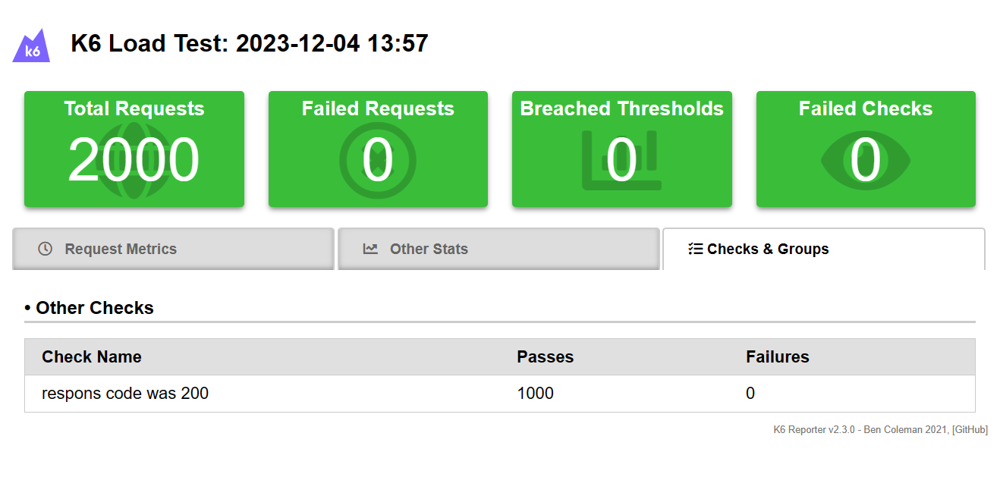 k6
K6 Load Test: 2023-12-04 13:57
Total Requests
2000
Failed Requests
0
Breached Thresholds
0
Failed Checks
0
Request Metrics
Other Stats
Checks & Groups
• Other Checks
Check Name Passes Failures
respons code was 200 1000 0
K6 Reporter v2.3.0 - Ben Coleman 2021, [GitHub]